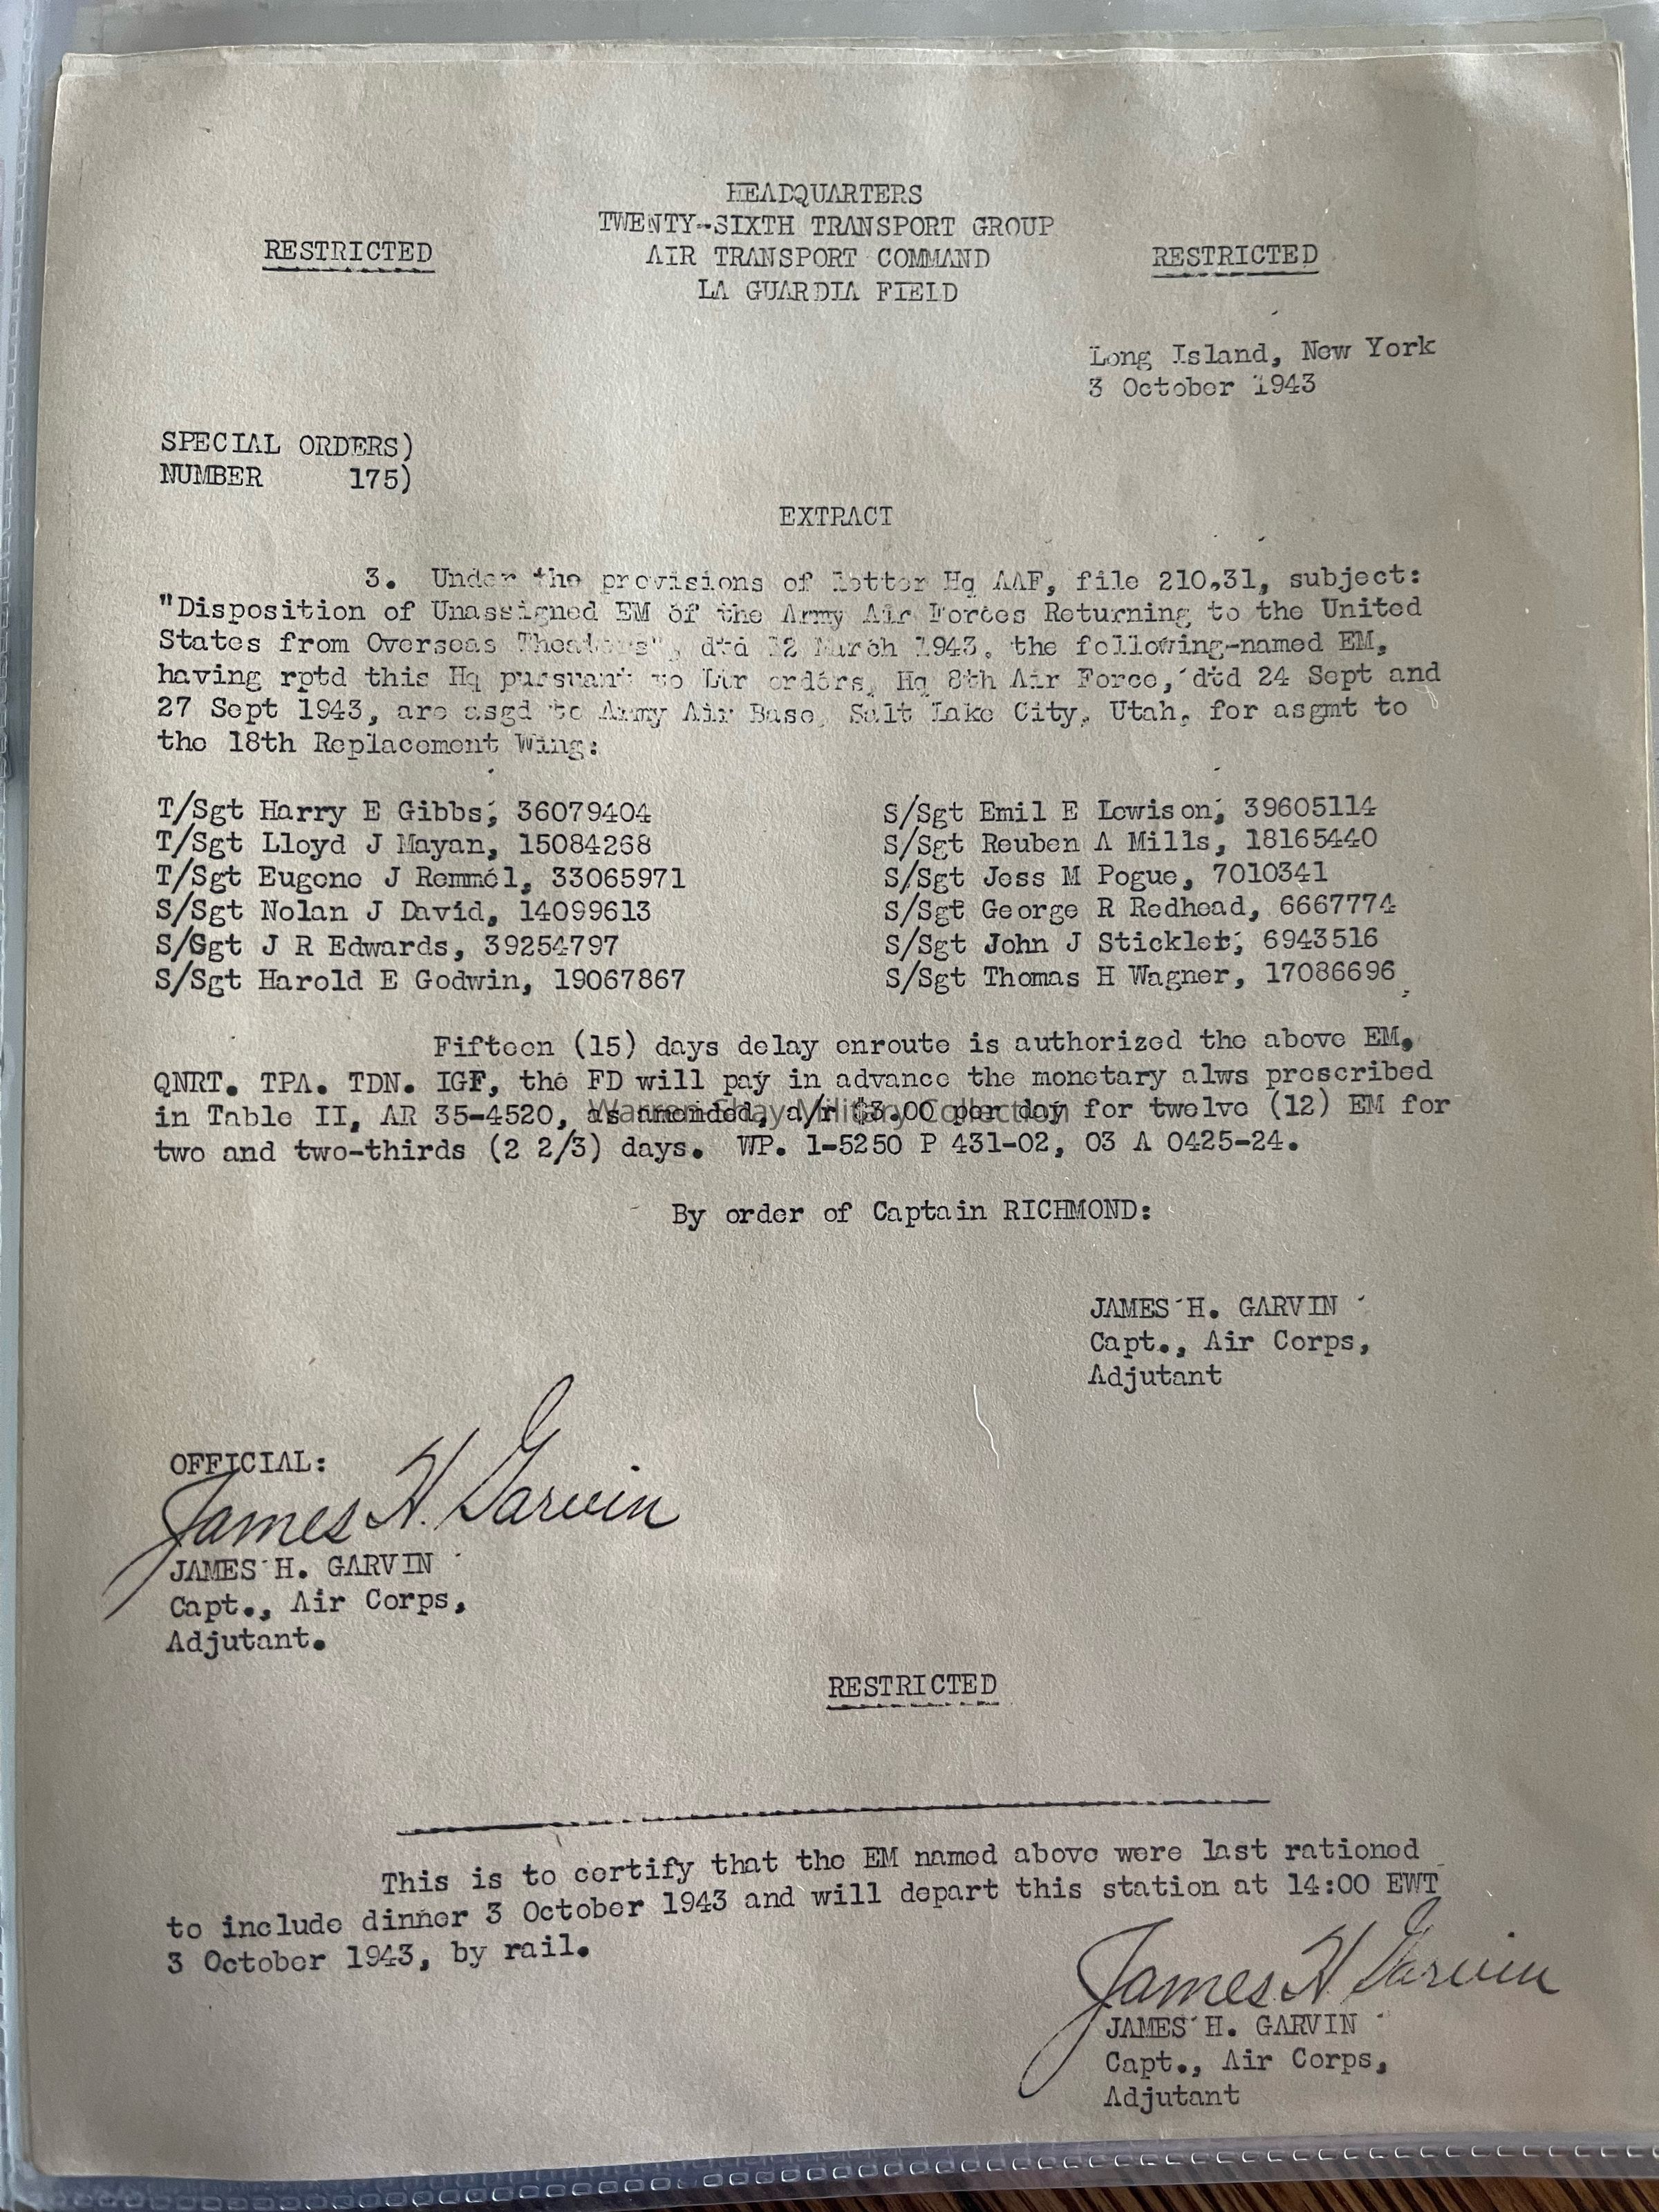 HEADQUARTERS
TWENTY-SIXTH TRANSPORT GROUP
RESTRICTED AIR TRANSPORT COMMAND RESTRICTED
LA GUARDIA FIELD
Long Island, New York
3 October 1943
SPECIAL ORDERS)
NUMBER 175)
EXTRACT
3. Under the provisions of letter Hq AAF, file 210.31, subject:
"Disposition of Unassigned EM of the Army Air Forces Returning to the United
States from Overseas Theaters", dtd 12 March 1943, the following-named EM,
having rptd this Hq pursuant to Ltr orders, Hq 8th Air Force, dtd 24 Sept and
27 Sept 1943, are asgd to Army Air Base, Salt Lake City, Utah, for asgmt to
the 18th Replacement Wing:
T/Sgt Harry E Gibbs, 36079404 S/Sgt Emil E Lewison, 39605114
T/Sgt Lloyd J Mayan, 15084268 S/Sgt Reuben A Mills, 18165440
T/Sgt Eugene J Remmel, 33065971 S/Sgt Jess M Pogue, 7010341
S/Sgt Nolan J David, 14099613 S/Sgt George R Redhead, 6667774
S/Sgt J R Edwards, 39254797 S/Sgt John J Stickler, 6943516
S/Sgt Harold E Godwin, 19067867 S/Sgt Thomas H Wagner, 17086696
Fifteen (15) days delay enroute is authorized the above EM.
QNRT. TPA. TDN. IGF, the FD will pay in advance the monetary alws prescribed
in Table II, AR 35-4520, as amended, a/r $3.00 per day for twelve (12) EM for
Warren Shay Military Collection
two and two-thirds (2 2/3) days. WP. 1-5250 P 431-02, 03 A 0425-24.
By order of Captain RICHMOND:
JAMES H. GARVIN
Capt., Air Corps,
Adjutant
OFFICIAL:
James H. Garvin
JAMES H. GARVIN
Capt., Air Corps,
Adjutant.
RESTRICTED
This is to certify that the EM named above were last rationed
to include dinner 3 October 1943 and will depart this station at 14:00 EWT
3 October 1943, by rail.
James H Garvin
JAMES H. GARVIN
Capt., Air Corps,
Adjutant